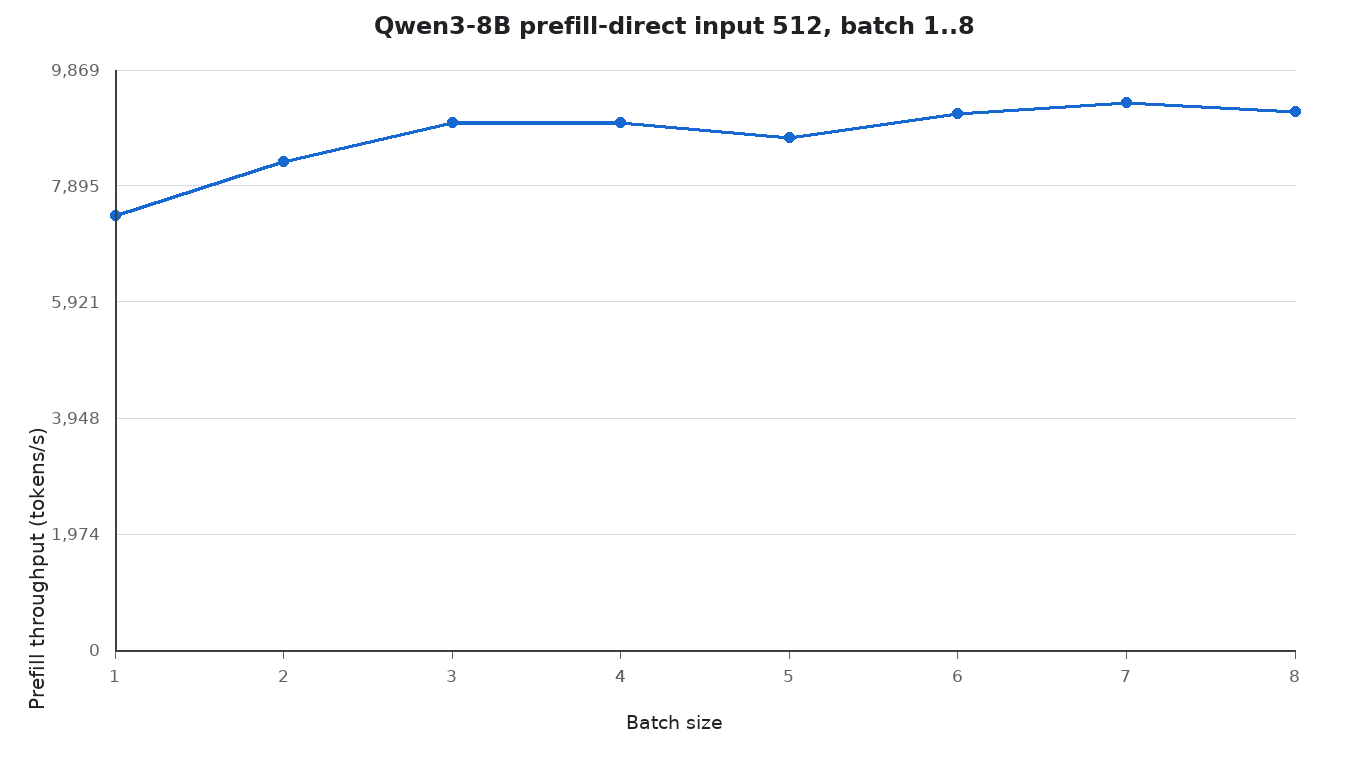 Qwen3-8B prefill-direct input 512, batch 1..8
9,869
7,895
5,921
3,948
1,974
0
Prefill throughput (tokens/s)
1 2 3 4 5 6 7 8
Batch size